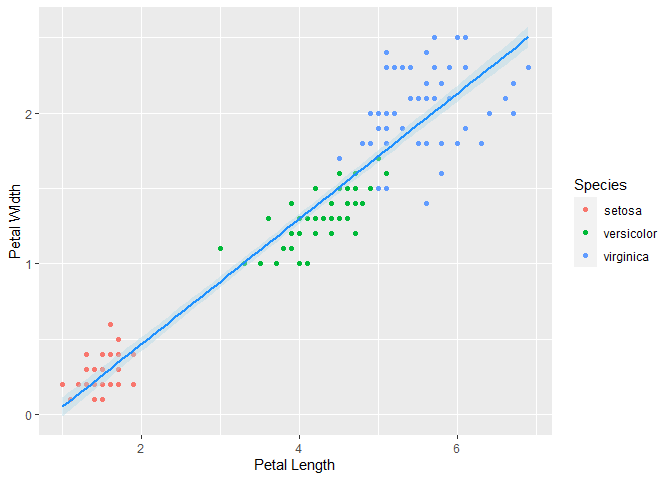 Petal Width
2
1
0
2
4
6
Petal Length
Species
setosa
versicolor
virginica